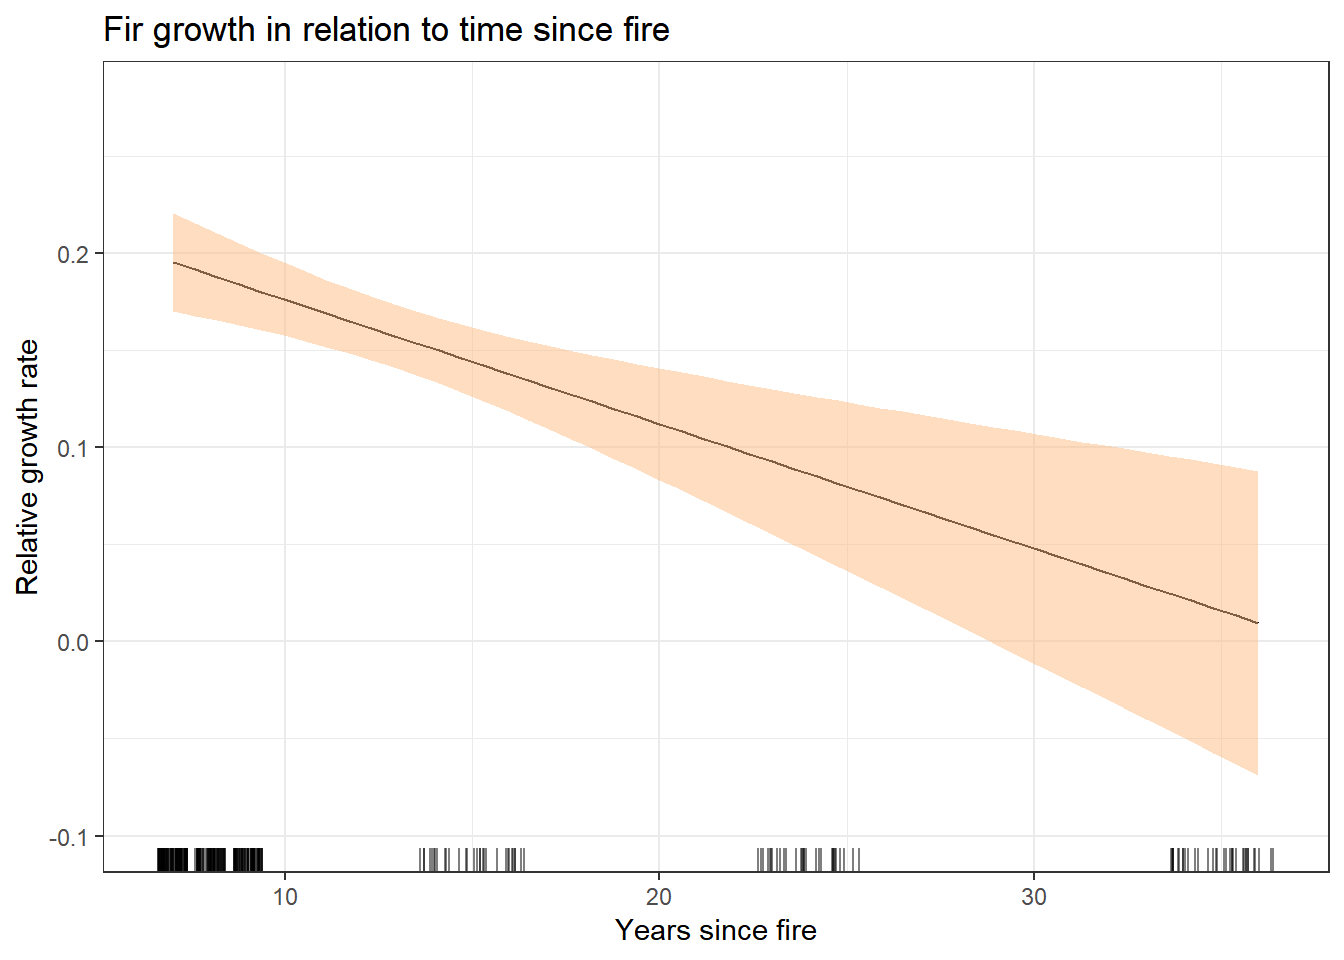 Fir growth in relation to time since fire
Relative growth rate
0.2
0.1
0.0
-0.1
10
20
30
Years since fire